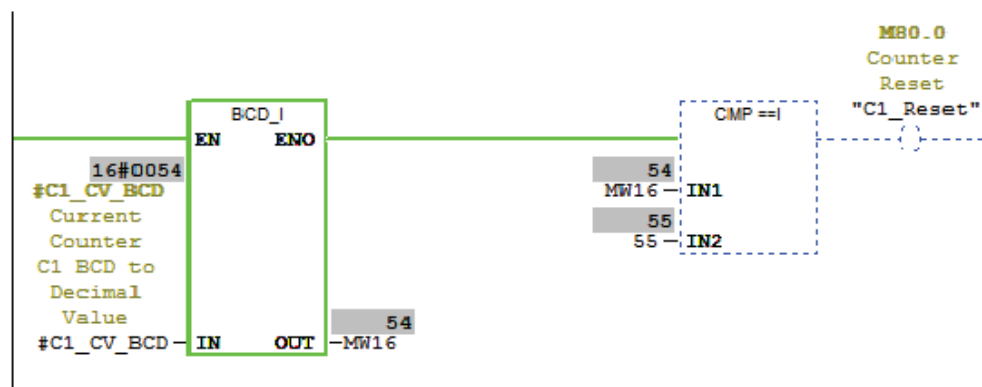 M80.0
Counter
Reset
"C1_Reset"
BCD_I
EN ENO
16#0054
#C1_CV_BCD
Current
Counter
C1 BCD to
Decimal
Value
#C1_CV_BCD IN OUT MW16
54
CMP ==I
54
MW16 IN1
55
55 IN2